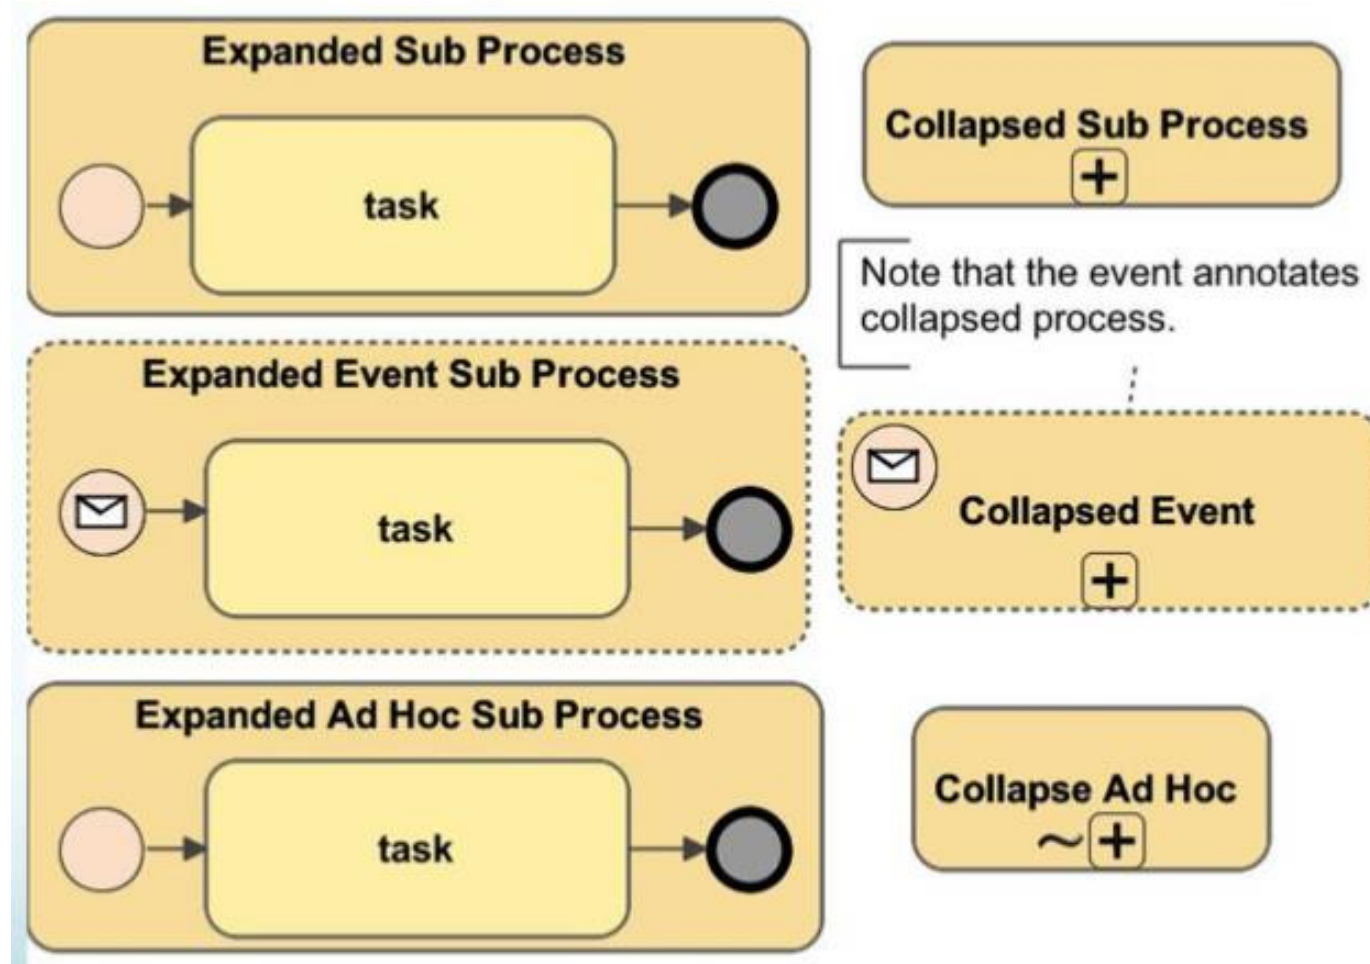 Expanded Sub Process
task
Collapsed Sub Process
Note that the event annotates
collapsed process.
Expanded Event Sub Process
task
Collapsed Event
Expanded Ad Hoc Sub Process
task
Collapse Ad Hoc